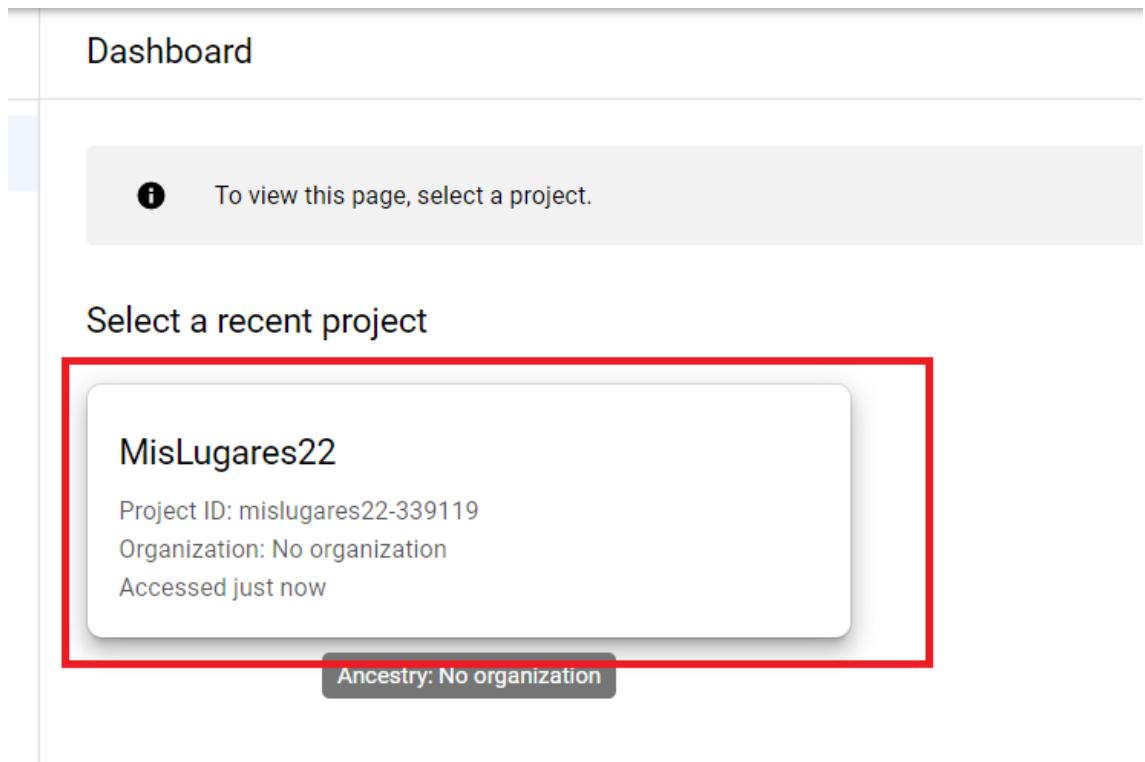 Dashboard
To view this page, select a project.
Select a recent project
MisLugares22
Project ID: mislugares22-339119
Organization: No organization
Accessed just now
Ancestry: No organization